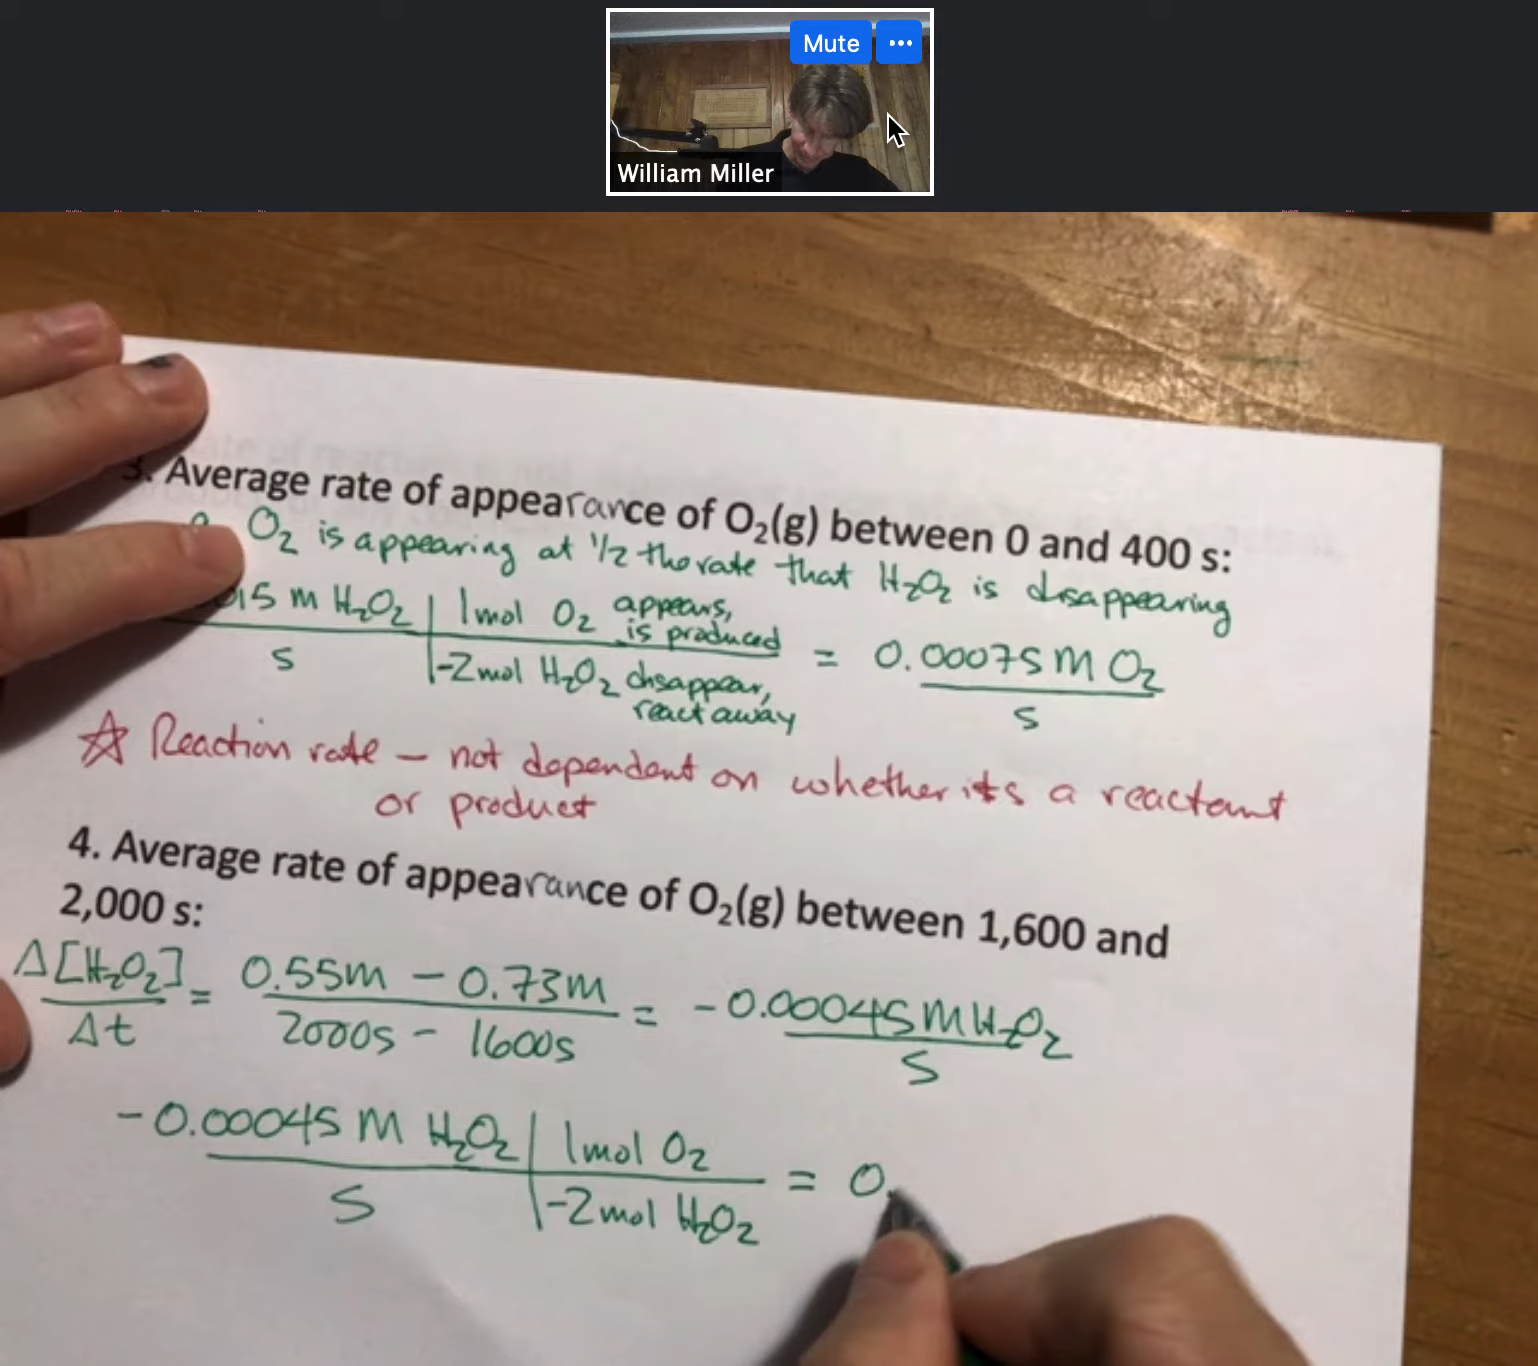 Mute •••
William Miller
3. Average rate of appearance of O₂(g) between 0 and 400 s:
O₂ is appearing at 1/2 the rate that H₂O₂ is disappearing
015 M H₂O₂ | 1mol O₂ appears, is produced
s | -2mol H₂O₂ disappear, react away
= 0.00075 M O₂
s
☆ Reaction rate – not dependent on whether its a reactant
or product
4. Average rate of appearance of O₂(g) between 1,600 and
2,000 s:
Δ[H₂O₂] = 0.55M – 0.73M = -0.00045 M H₂O₂
Δt 2000s – 1600s s
-0.00045 M H₂O₂ | 1mol O₂ = 0.
s | -2mol H₂O₂